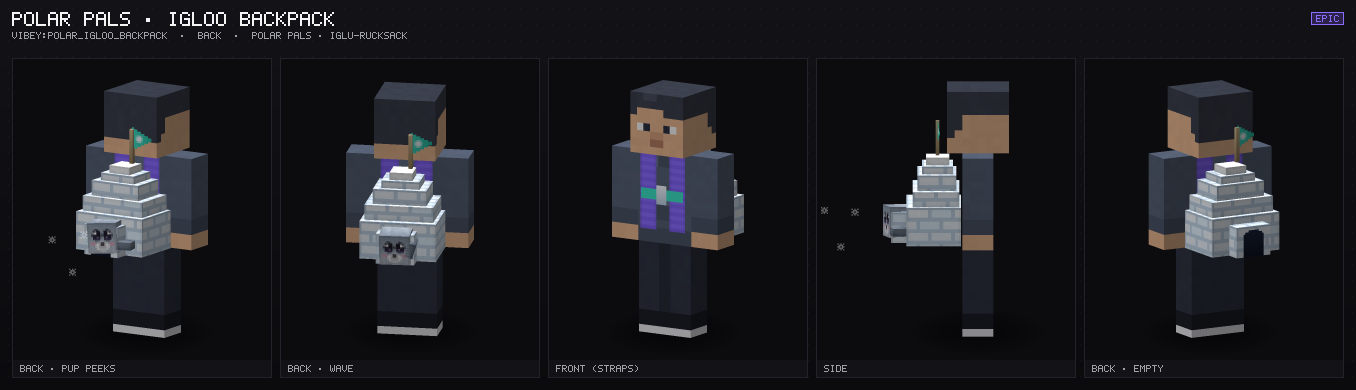 POLAR PALS • IGLOO BACKPACK
EPIC
VIBEY:POLAR_IGLOO_BACKPACK • BACK • POLAR PALS • IGLU-RUCKSACK
BACK • PUP PEEKS
BACK • WAVE
FRONT (STRAPS)
SIDE
BACK • EMPTY